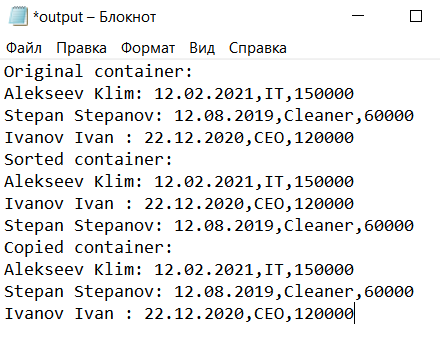 *output – Блокнот
Файл Правка Формат Вид Справка
Original container:
Alekseev Klim: 12.02.2021,IT,150000
Stepan Stepanov: 12.08.2019,Cleaner,60000
Ivanov Ivan : 22.12.2020,CEO,120000
Sorted container:
Alekseev Klim: 12.02.2021,IT,150000
Ivanov Ivan : 22.12.2020,CEO,120000
Stepan Stepanov: 12.08.2019,Cleaner,60000
Copied container:
Alekseev Klim: 12.02.2021,IT,150000
Stepan Stepanov: 12.08.2019,Cleaner,60000
Ivanov Ivan : 22.12.2020,CEO,120000